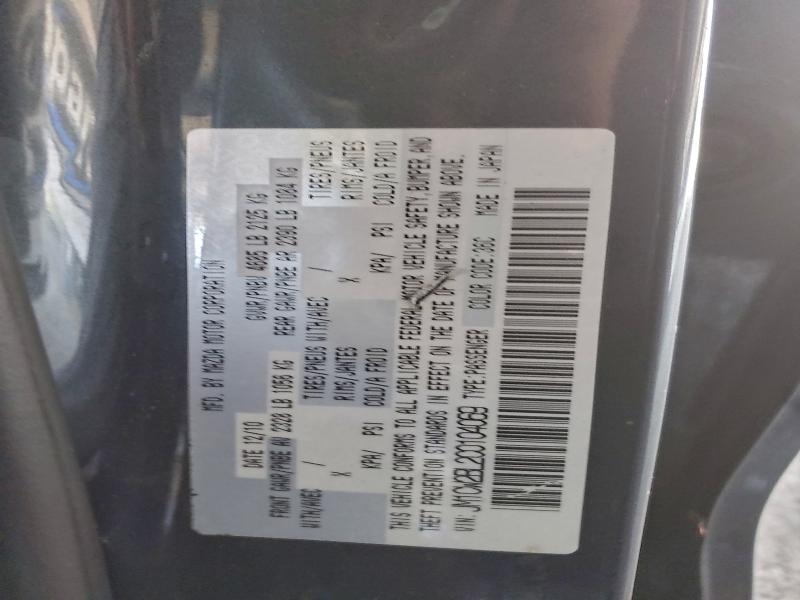 MFD. BY MAZDA MOTOR CORPORATION
DATE 12/10 GVWR/PNBV 4685 LB 2125 KG
FRONT GAWR/PNBE AV 2328 LB 1056 KG REAR GAWR/PNBE AR 2390 LB 1084 KG
WITH/AVEC / TIRES/PNEUS WITH/AVEC / TIRES/PNEUS
X RIMS/JANTES X RIMS/JANTES
KPA/ PSI COLD/A FROID KPA/ PSI COLD/A FROID
THIS VEHICLE CONFORMS TO ALL APPLICABLE FEDERAL MOTOR VEHICLE SAFETY, BUMPER, AND
THEFT PREVENTION STANDARDS IN EFFECT ON THE DATE OF MANUFACTURE SHOWN ABOVE.
VIN: JM1CW2BL2C0104069 TYPE:PASSENGER COLOR CODE:36C MADE IN JAPAN